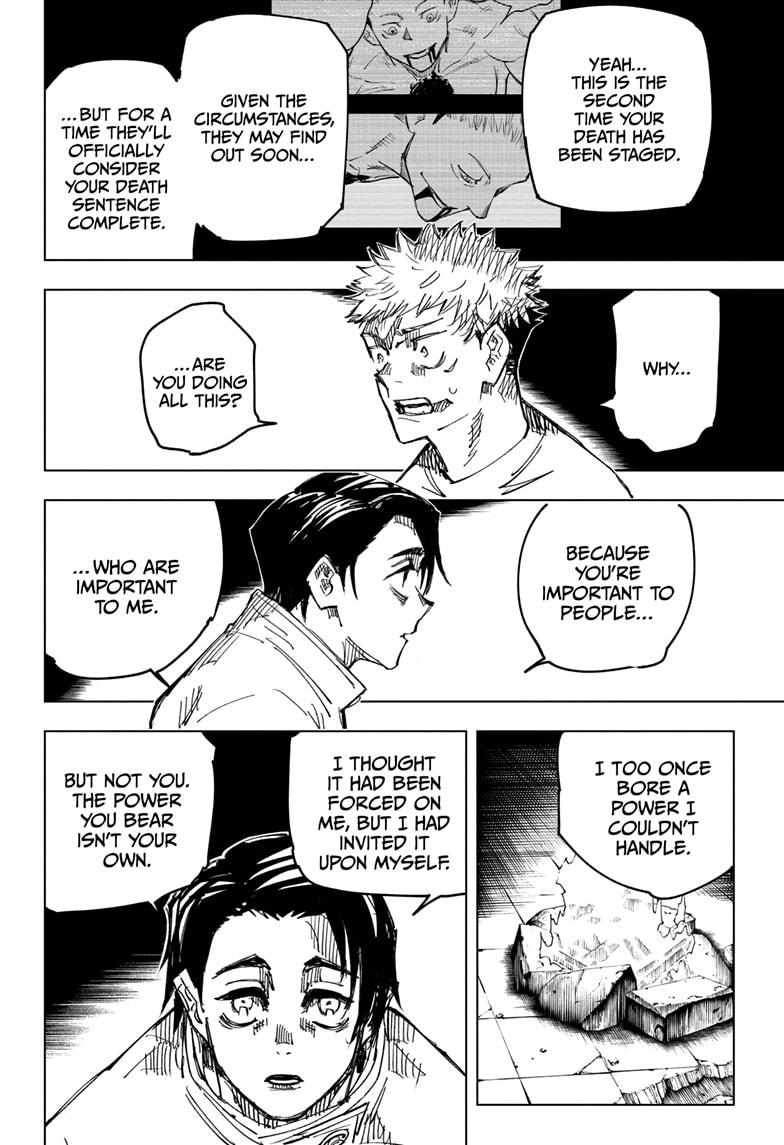 YEAH...
THIS IS THE
SECOND
TIME YOUR
DEATH HAS
BEEN STAGED.
GIVEN THE
CIRCUMSTANCES,
THEY MAY FIND
OUT SOON...
...BUT FOR A
TIME THEY'LL
OFFICIALLY
CONSIDER
YOUR DEATH
SENTENCE
COMPLETE.
WHY...
...ARE
YOU DOING
ALL THIS?
BECAUSE
YOU'RE
IMPORTANT TO
PEOPLE...
...WHO ARE
IMPORTANT
TO ME.
I TOO ONCE
BORE A
POWER I
COULDN'T
HANDLE.
I THOUGHT
IT HAD BEEN
FORCED ON
ME, BUT I HAD
INVITED IT
UPON MYSELF.
BUT NOT YOU.
THE POWER
YOU BEAR
ISN'T YOUR
OWN.